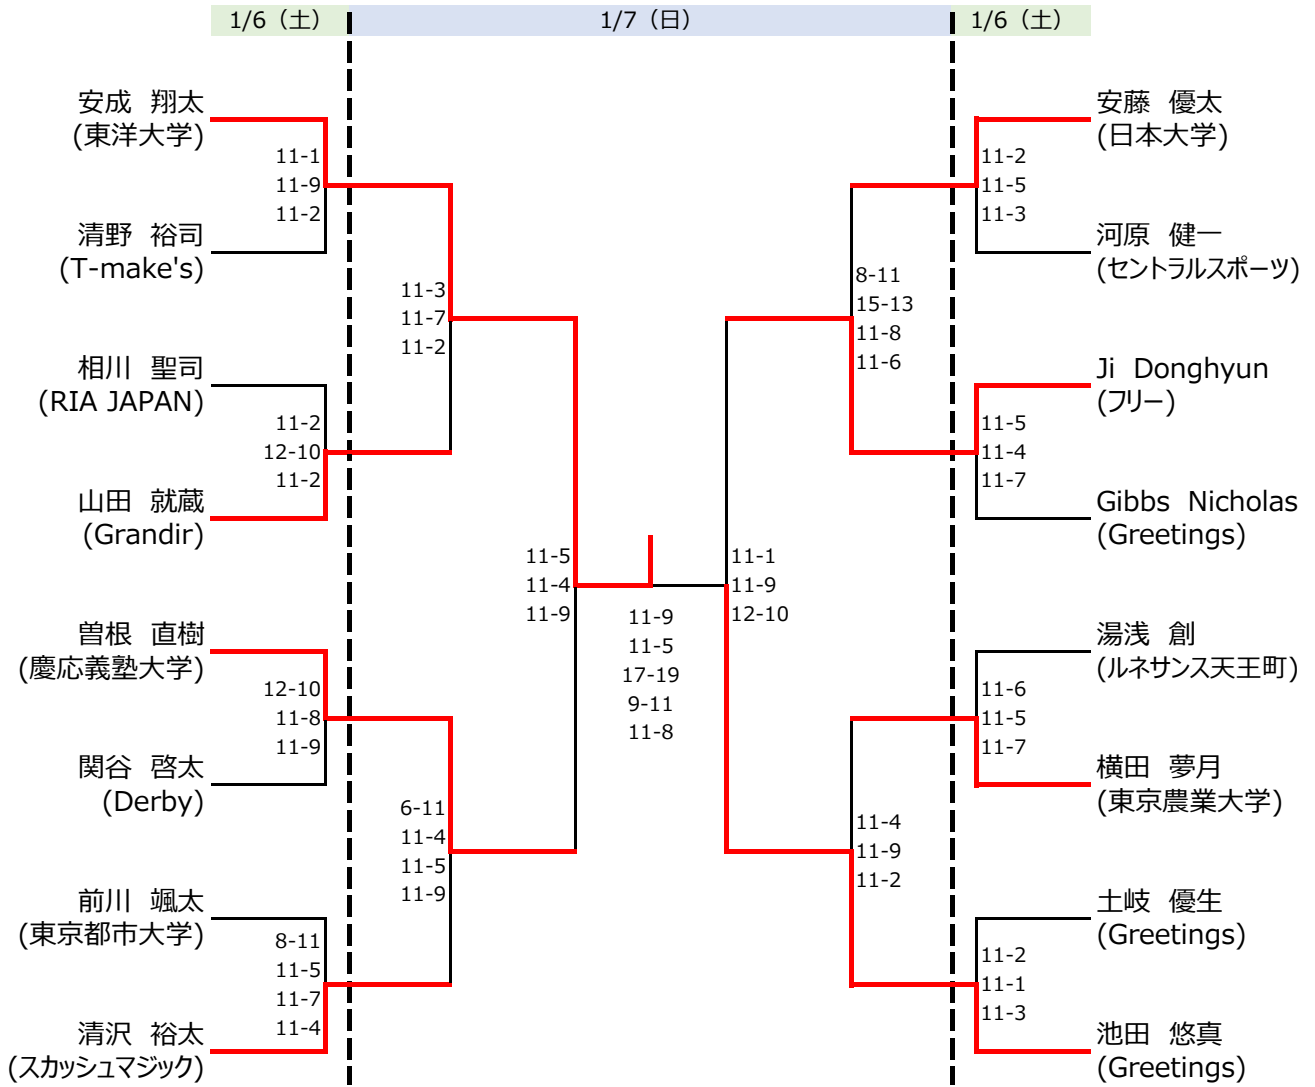 1/6（土）
1/7（日）
1/6（土）
安成 翔太
(東洋大学)
11-1
11-9
11-2
清野 裕司
(T-make's)
11-3
11-7
11-2
相川 聖司
(RIA JAPAN)
11-2
12-10
11-2
山田 就蔵
(Grandir)
11-5
11-4
11-9
曽根 直樹
(慶応義塾大学)
12-10
11-8
11-9
関谷 啓太
(Derby)
6-11
11-4
11-5
11-9
前川 颯太
(東京都市大学)
8-11
11-5
11-7
11-4
清沢 裕太
(スカッシュマジック)
11-9
11-5
17-19
9-11
11-8
安藤 優太
(日本大学)
11-2
11-5
11-3
河原 健一
(セントラルスポーツ)
8-11
15-13
11-8
11-6
Ji Donghyun
(フリー)
11-5
11-4
11-7
Gibbs Nicholas
(Greetings)
11-1
11-9
12-10
湯浅 創
(ルネサンス天王町)
11-6
11-5
11-7
横田 夢月
(東京農業大学)
11-4
11-9
11-2
土岐 優生
(Greetings)
11-2
11-1
11-3
池田 悠真
(Greetings)